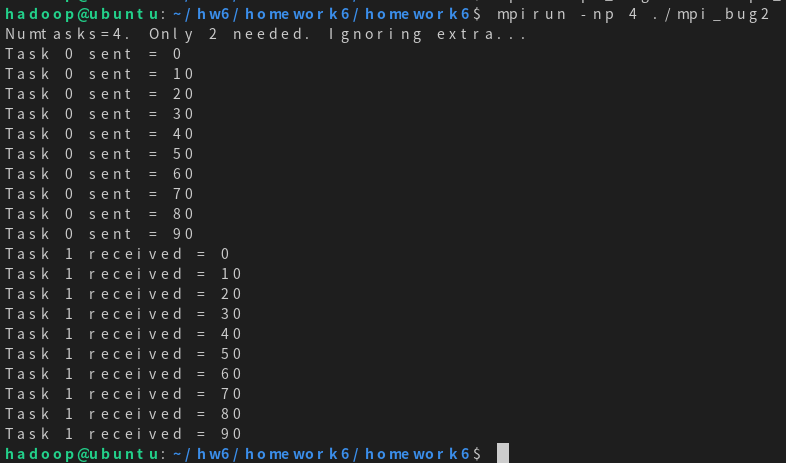 hadoop@ubuntu:~/hw6/homework6/homework6$ mpirun -np 4 ./mpi_bug2
Numtasks=4. Only 2 needed. Ignoring extra...
Task 0 sent = 0
Task 0 sent = 10
Task 0 sent = 20
Task 0 sent = 30
Task 0 sent = 40
Task 0 sent = 50
Task 0 sent = 60
Task 0 sent = 70
Task 0 sent = 80
Task 0 sent = 90
Task 1 received = 0
Task 1 received = 10
Task 1 received = 20
Task 1 received = 30
Task 1 received = 40
Task 1 received = 50
Task 1 received = 60
Task 1 received = 70
Task 1 received = 80
Task 1 received = 90
hadoop@ubuntu:~/hw6/homework6/homework6$